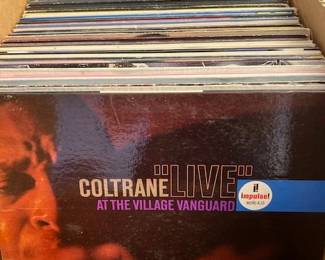 COLTRANE "LIVE"
AT THE VILLAGE VANGUARD
impulse!